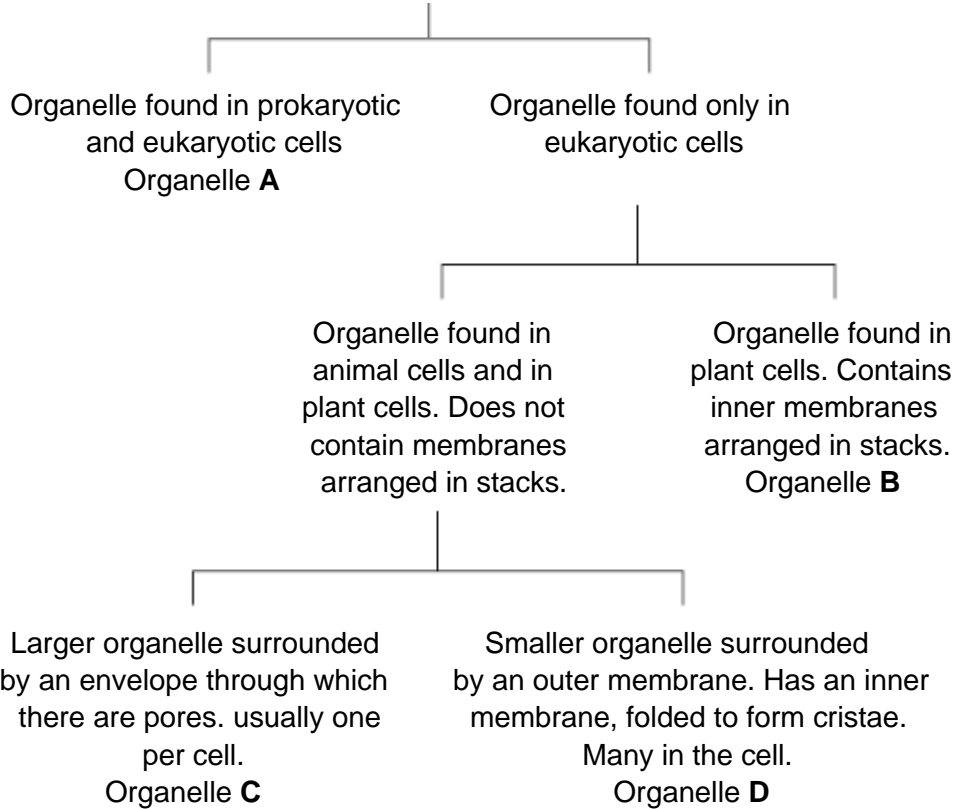 Organelle found in prokaryotic
and eukaryotic cells
Organelle A
Organelle found only in
eukaryotic cells
Organelle found in
animal cells and in
plant cells. Does not
contain membranes
arranged in stacks.
Organelle found in
plant cells. Contains
inner membranes
arranged in stacks.
Organelle B
Larger organelle surrounded
by an envelope through which
there are pores. usually one
per cell.
Organelle C
Smaller organelle surrounded
by an outer membrane. Has an inner
membrane, folded to form cristae.
Many in the cell.
Organelle D